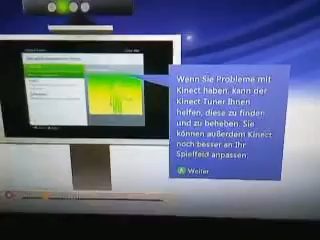 Wenn Sie Probleme mit
Kinect haben, kann der
Kinect Tuner Ihnen
helfen, diese zu finden
und zu beheben. Sie
können außerdem Kinect
noch besser an Ihr
Spielfeld anpassen.
A Weiter